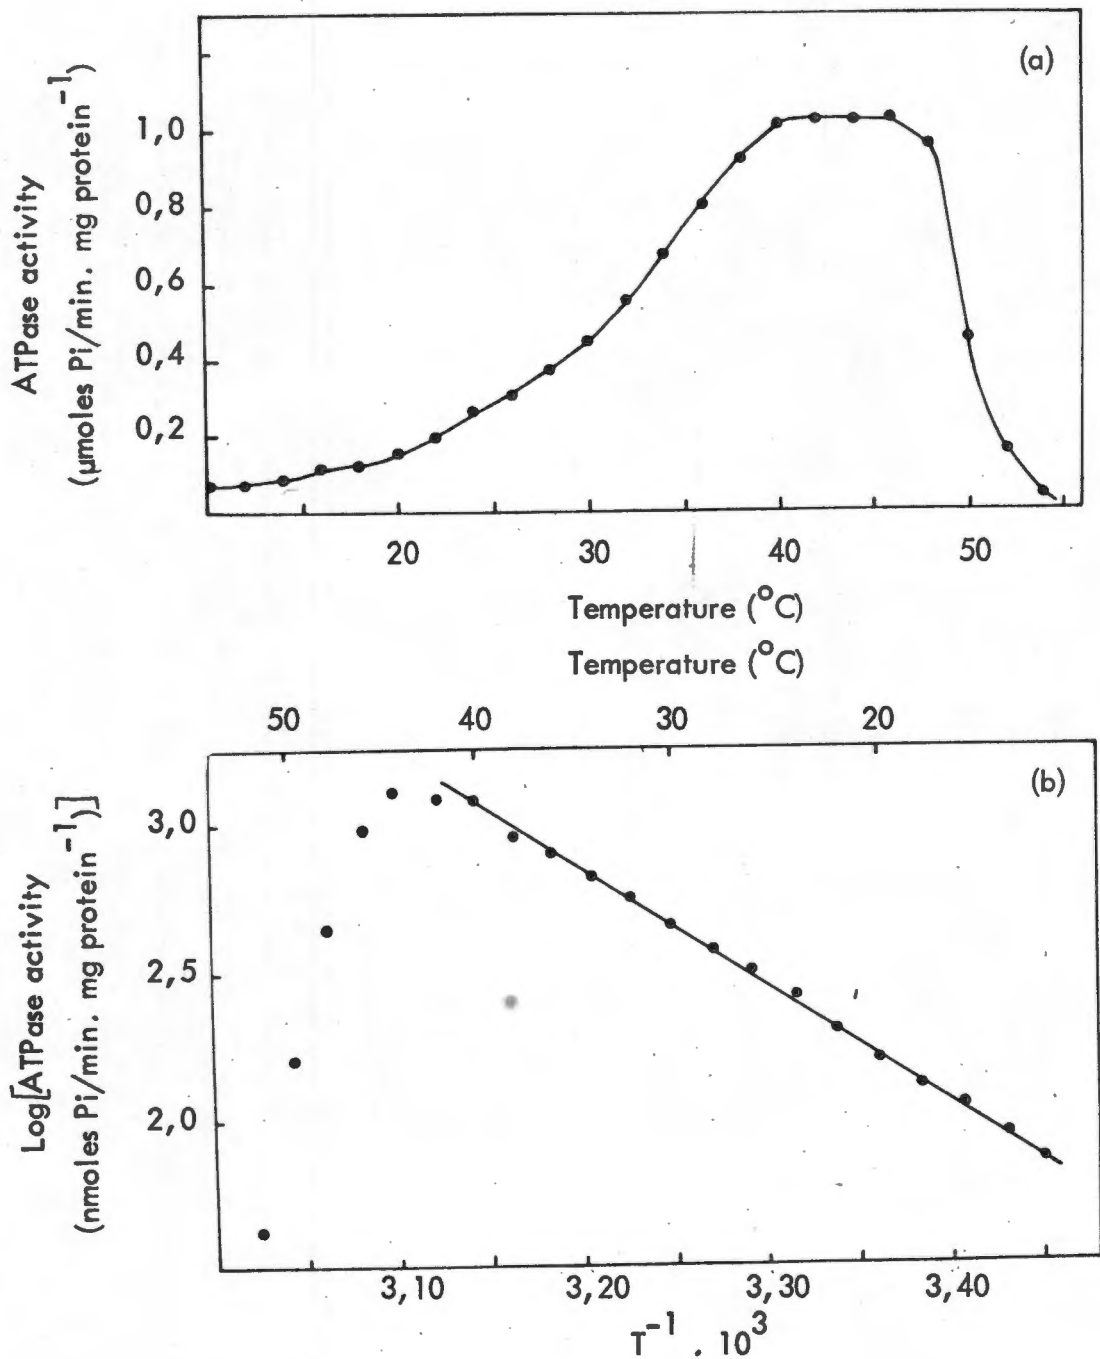 (a)
ATPase activity
(μmoles Pi/min. mg protein⁻¹)
1,0
0,8
0,6
0,4
0,2
20 30 40 50
Temperature (°C)
Temperature (°C)
50 40 30 20
(b)
Log[ATPase activity
(nmoles Pi/min. mg protein⁻¹)]
3,0
2,5
2,0
3,10 3,20 3,30 3,40
T⁻¹ . 10³